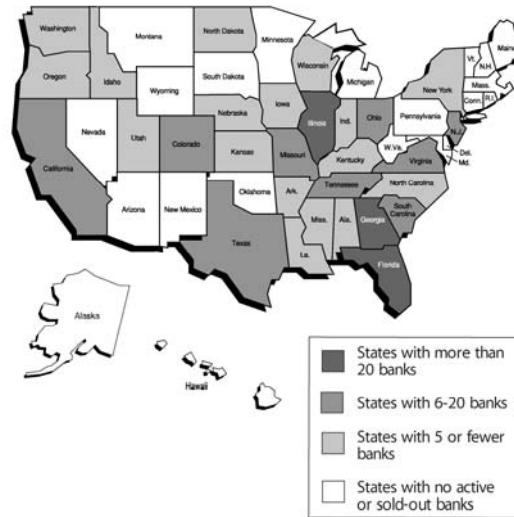 Washington
Montana
North Dakota
Minnesota
Maine
Vt.
N.H.
Oregon
Idaho
South Dakota
Wisconsin
Michigan
New York
Mass.
Conn.
R.I.
Wyoming
Nebraska
Iowa
Illinois
Ind.
Ohio
Pennsylvania
N.J.
Nevada
Utah
Colorado
Kansas
Missouri
Kentucky
W.Va.
Virginia
Del.
Md.
California
Arizona
New Mexico
Oklahoma
Ark.
Tennessee
North Carolina
South Carolina
Texas
La.
Miss.
Ala.
Georgia
Florida
Alaska
Hawaii
States with more than
20 banks
States with 6-20 banks
States with 5 or fewer
banks
States with no active
or sold-out banks